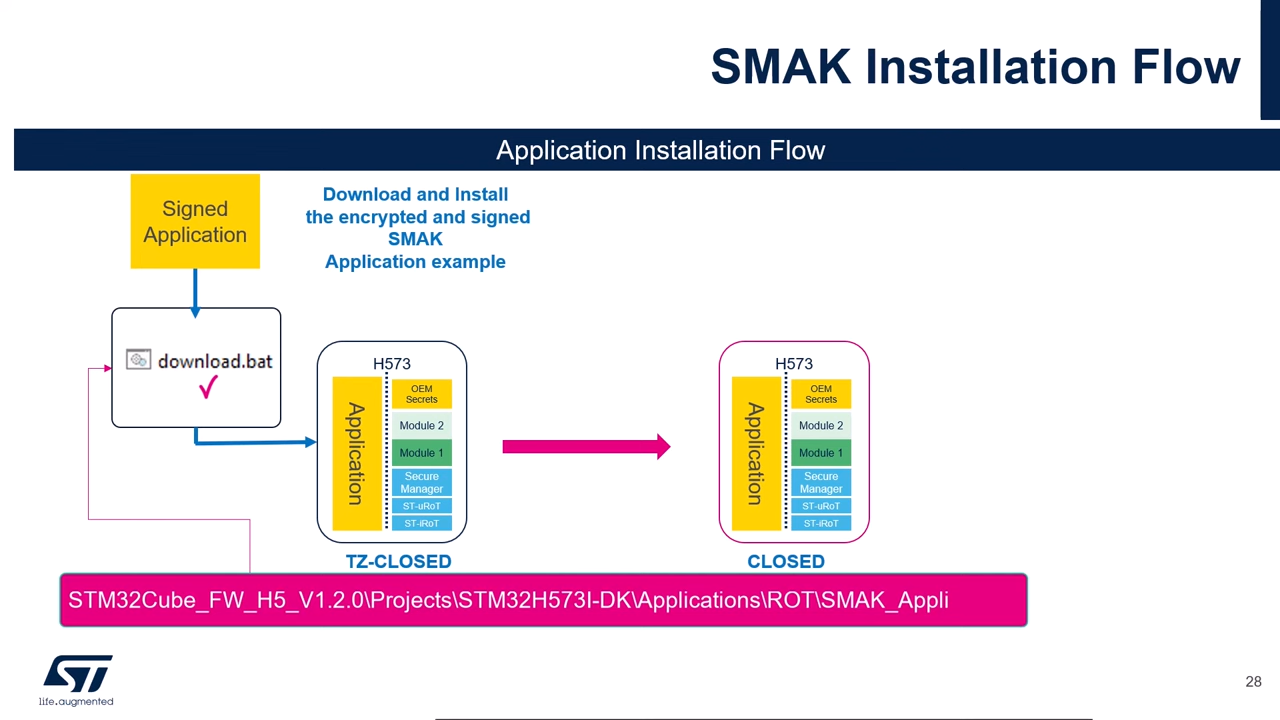 SMAK Installation Flow
Application Installation Flow
Signed
Application
Download and Install
the encrypted and signed
SMAK
Application example
download.bat
H573
Application
OEM
Secrets
Module 2
Module 1
Secure
Manager
ST-uRoT
ST-iRoT
TZ-CLOSED
H573
Application
OEM
Secrets
Module 2
Module 1
Secure
Manager
ST-uRoT
ST-iRoT
CLOSED
STM32Cube_FW_H5_V1.2.0\Projects\STM32H573I-DK\Applications\ROT\SMAK_Appli
ST
life.augmented
28